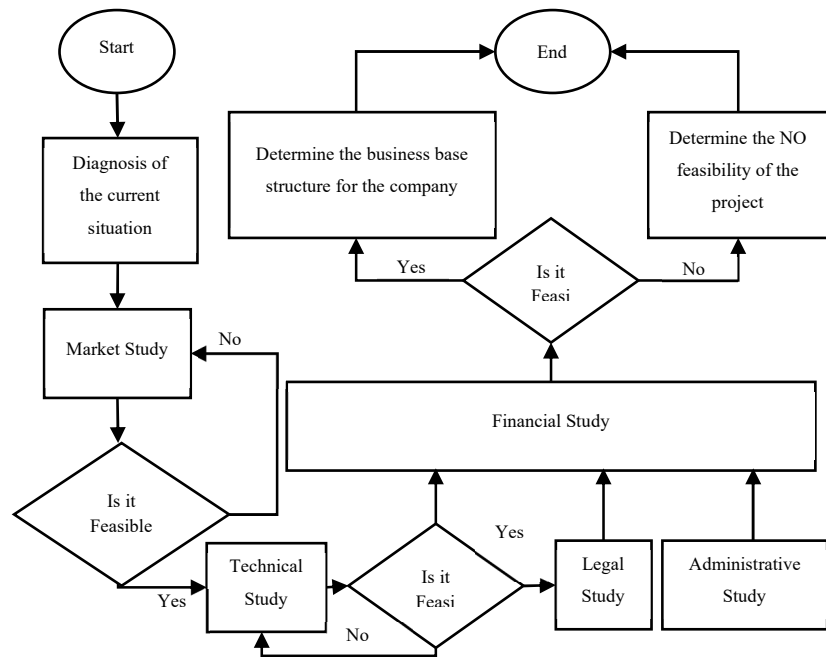 Start
Diagnosis of
the current
situation
Market Study
No
Is it
Feasible
Yes
Technical
Study
Is it
Feasi
No
Yes
Legal
Study
Administrative
Study
Financial Study
Is it
Feasi
Yes
No
Determine the business base
structure for the company
Determine the NO
feasibility of the
project
End